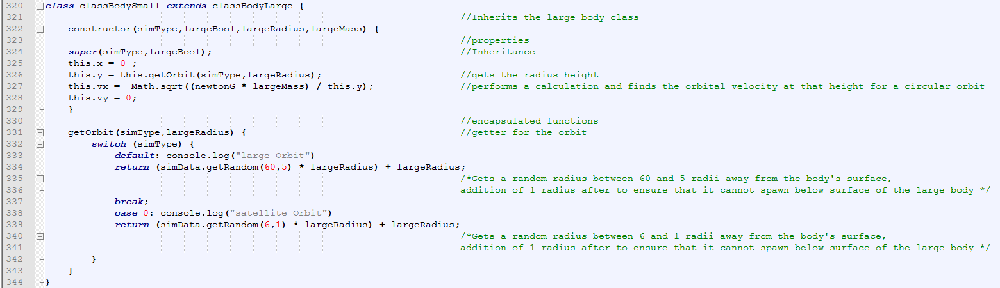 320 class classBodySmall extends classBodyLarge {
321 //Inherits the large body class
322 constructor(simType,largeBool,largeRadius,largeMass) {
323 //properties
324 super(simType,largeBool); //Inheritance
325 this.x = 0 ;
326 this.y = this.getOrbit(simType,largeRadius); //gets the radius height
327 this.vx =  Math.sqrt((newtonG * largeMass) / this.y); //performs a calculation and finds the orbital velocity at that height for a circular orbit
328 this.vy = 0;
329 }
330 //encapsulated functions
331 getOrbit(simType,largeRadius) { //getter for the orbit
332 switch (simType) {
333 default: console.log("large Orbit")
334 return (simData.getRandom(60,5) * largeRadius) + largeRadius;
335 /*Gets a random radius between 60 and 5 radii away from the body's surface,
336 addition of 1 radius after to ensure that it cannot spawn below surface of the large body */
337 break;
338 case 0: console.log("satellite Orbit")
339 return (simData.getRandom(6,1) * largeRadius) + largeRadius;
340 /*Gets a random radius between 6 and 1 radii away from the body's surface,
341 addition of 1 radius after to ensure that it cannot spawn below surface of the large body */
342 }
343 }
344 }